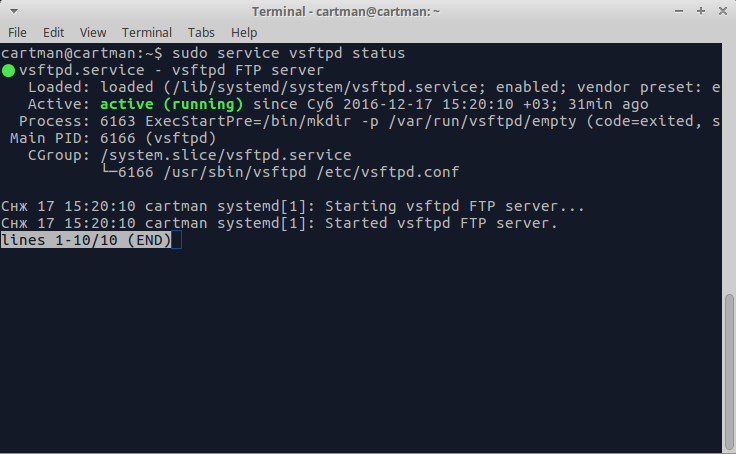 Terminal - cartman@cartman: ~
File Edit View Terminal Tabs Help
cartman@cartman:~$ sudo service vsftpd status
● vsftpd.service - vsftpd FTP server
   Loaded: loaded (/lib/systemd/system/vsftpd.service; enabled; vendor preset: e
   Active: active (running) since Суб 2016-12-17 15:20:10 +03; 31min ago
  Process: 6163 ExecStartPre=/bin/mkdir -p /var/run/vsftpd/empty (code=exited, s
 Main PID: 6166 (vsftpd)
   CGroup: /system.slice/vsftpd.service
           └─6166 /usr/sbin/vsftpd /etc/vsftpd.conf
Снж 17 15:20:10 cartman systemd[1]: Starting vsftpd FTP server...
Снж 17 15:20:10 cartman systemd[1]: Started vsftpd FTP server.
lines 1-10/10 (END)